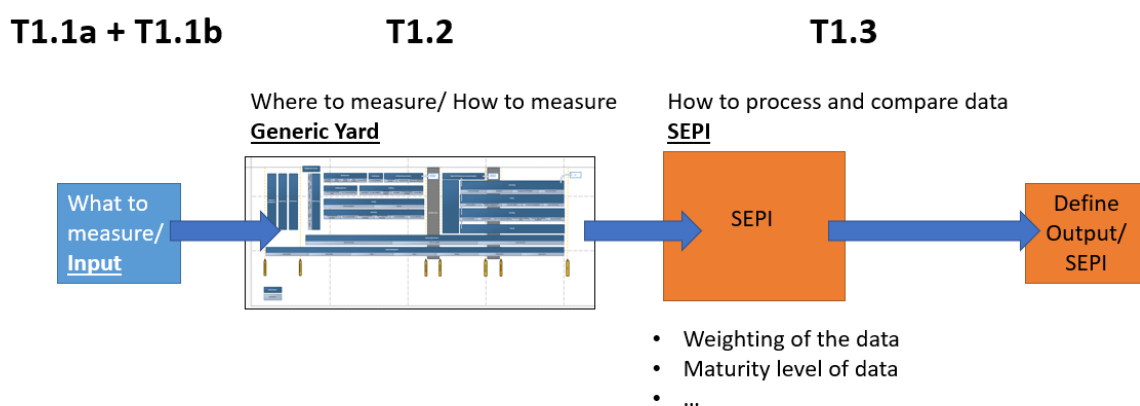 T1.1a + T1.1b
T1.2
T1.3
Where to measure/ How to measure
Generic Yard
How to process and compare data
SEPI
What to
measure/
Input
SEPI
Define
Output/
SEPI
• Weighting of the data
• Maturity level of data
• ...